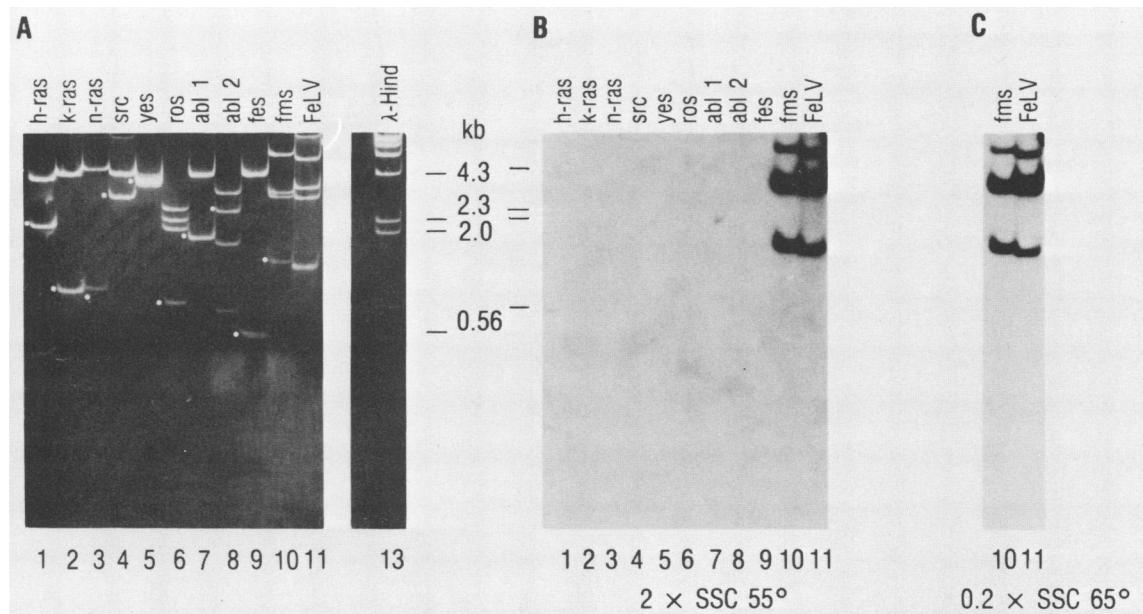 A
B
C
h-ras
k-ras
n-ras
src
yes
ros
abl 1
abl 2
fes
fms
FeLV
λ-Hind
kb
4.3
2.3
2.0
0.56
h-ras
k-ras
n-ras
src
yes
ros
abl 1
abl 2
fes
fms
FeLV
fms
FeLV
1 2 3 4 5 6 7 8 9 10 11
13
1 2 3 4 5 6 7 8 9 10 11
10 11
2 × SSC 55°
0.2 × SSC 65°